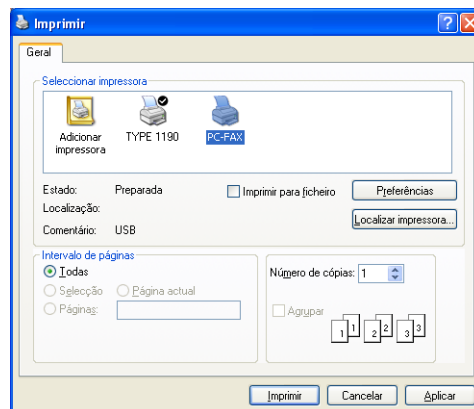 Imprimir
Geral
Seleccionar impressora
Adicionar impressora
TYPE 1190
PC-FAX
Estado: Preparada
Imprimir para ficheiro
Preferências
Localização:
Localizar impressora...
Comentário: USB
Intervalo de páginas
Todas
Selecção
Página actual
Páginas:
Número de cópias: 1
Agrupar
1 1 2 2 3 3
Imprimir
Cancelar
Aplicar